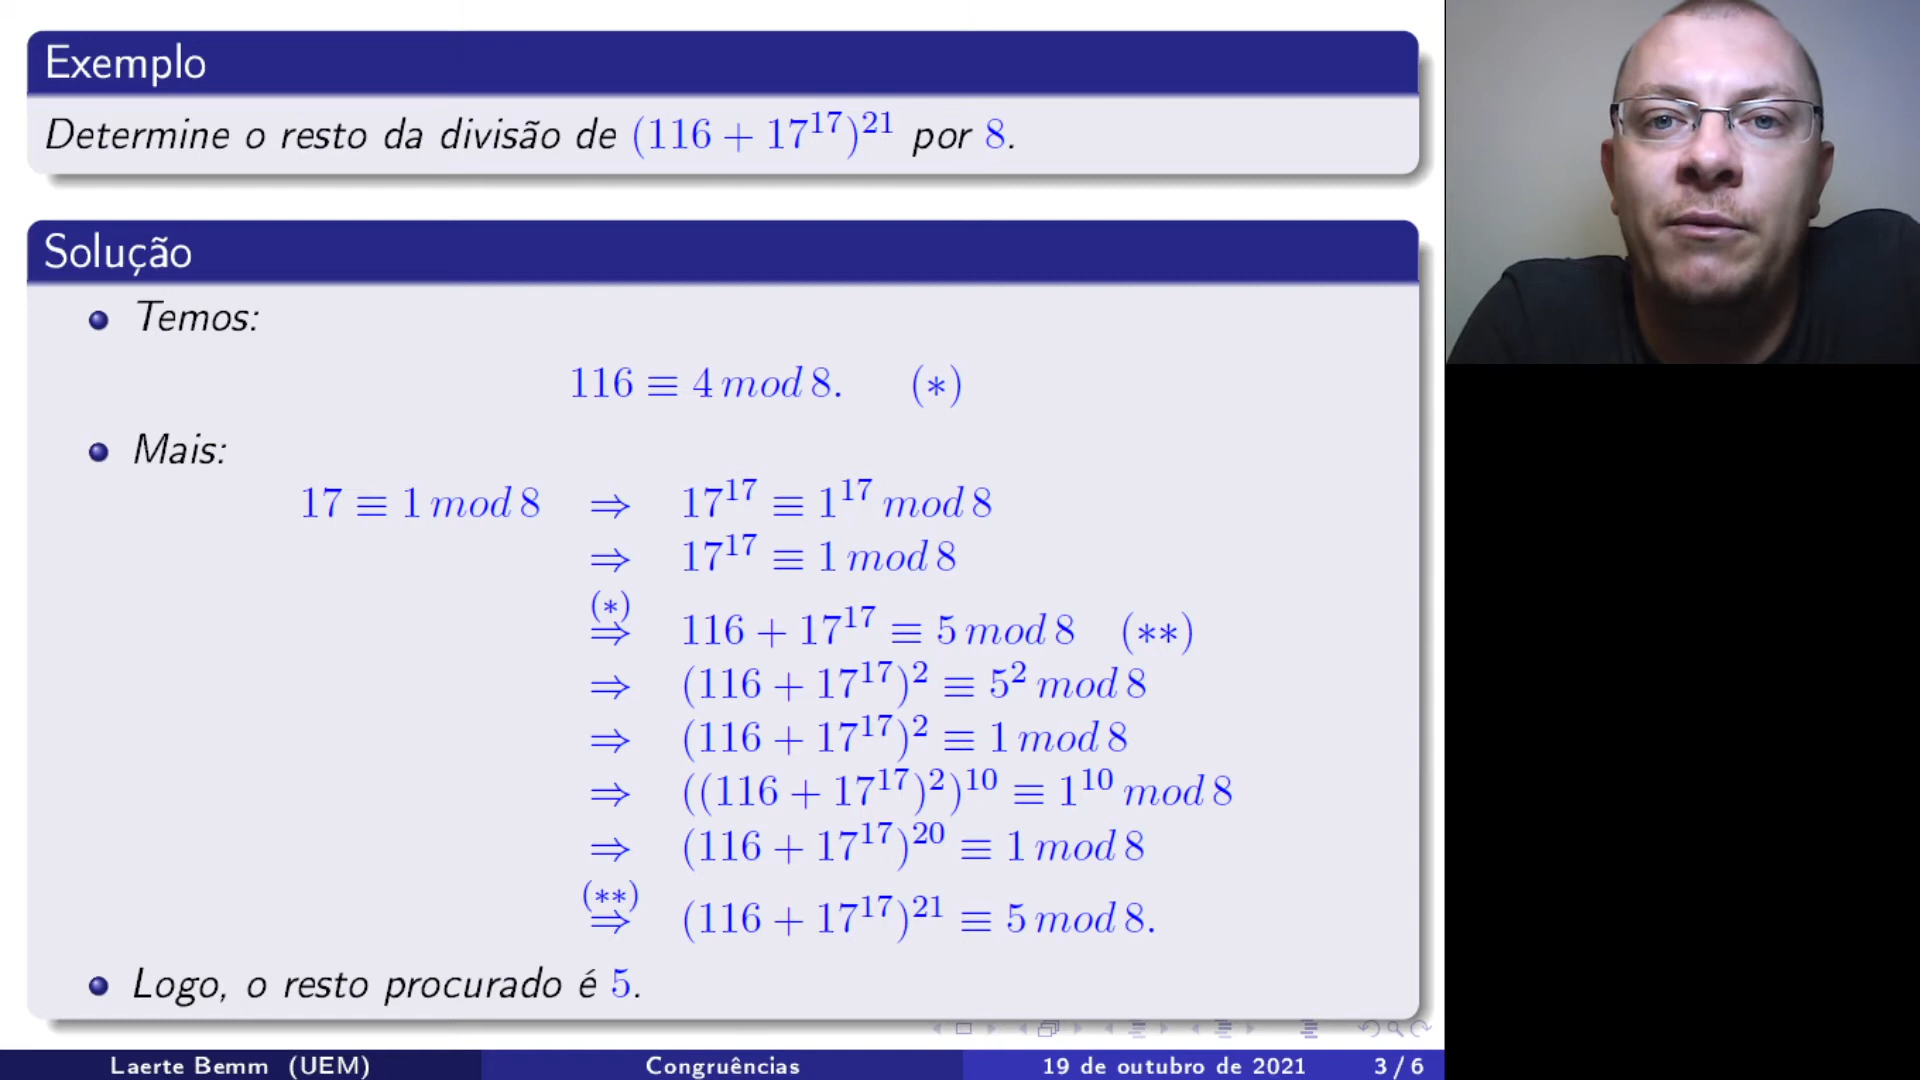 Exemplo
Determine o resto da divisão de (116 + 17^17)^21 por 8.
Solução
Temos:
116 ≡ 4 mod 8. (∗)
Mais:
17 ≡ 1 mod 8 ⇒ 17^17 ≡ 1^17 mod 8
⇒ 17^17 ≡ 1 mod 8
(∗)
⇒ 116 + 17^17 ≡ 5 mod 8 (∗∗)
⇒ (116 + 17^17)^2 ≡ 5^2 mod 8
⇒ (116 + 17^17)^2 ≡ 1 mod 8
⇒ ((116 + 17^17)^2)^10 ≡ 1^10 mod 8
⇒ (116 + 17^17)^20 ≡ 1 mod 8
(∗∗)
⇒ (116 + 17^17)^21 ≡ 5 mod 8.
Logo, o resto procurado é 5.
Laerte Bemm (UEM) Congruências 19 de outubro de 2021 3 / 6